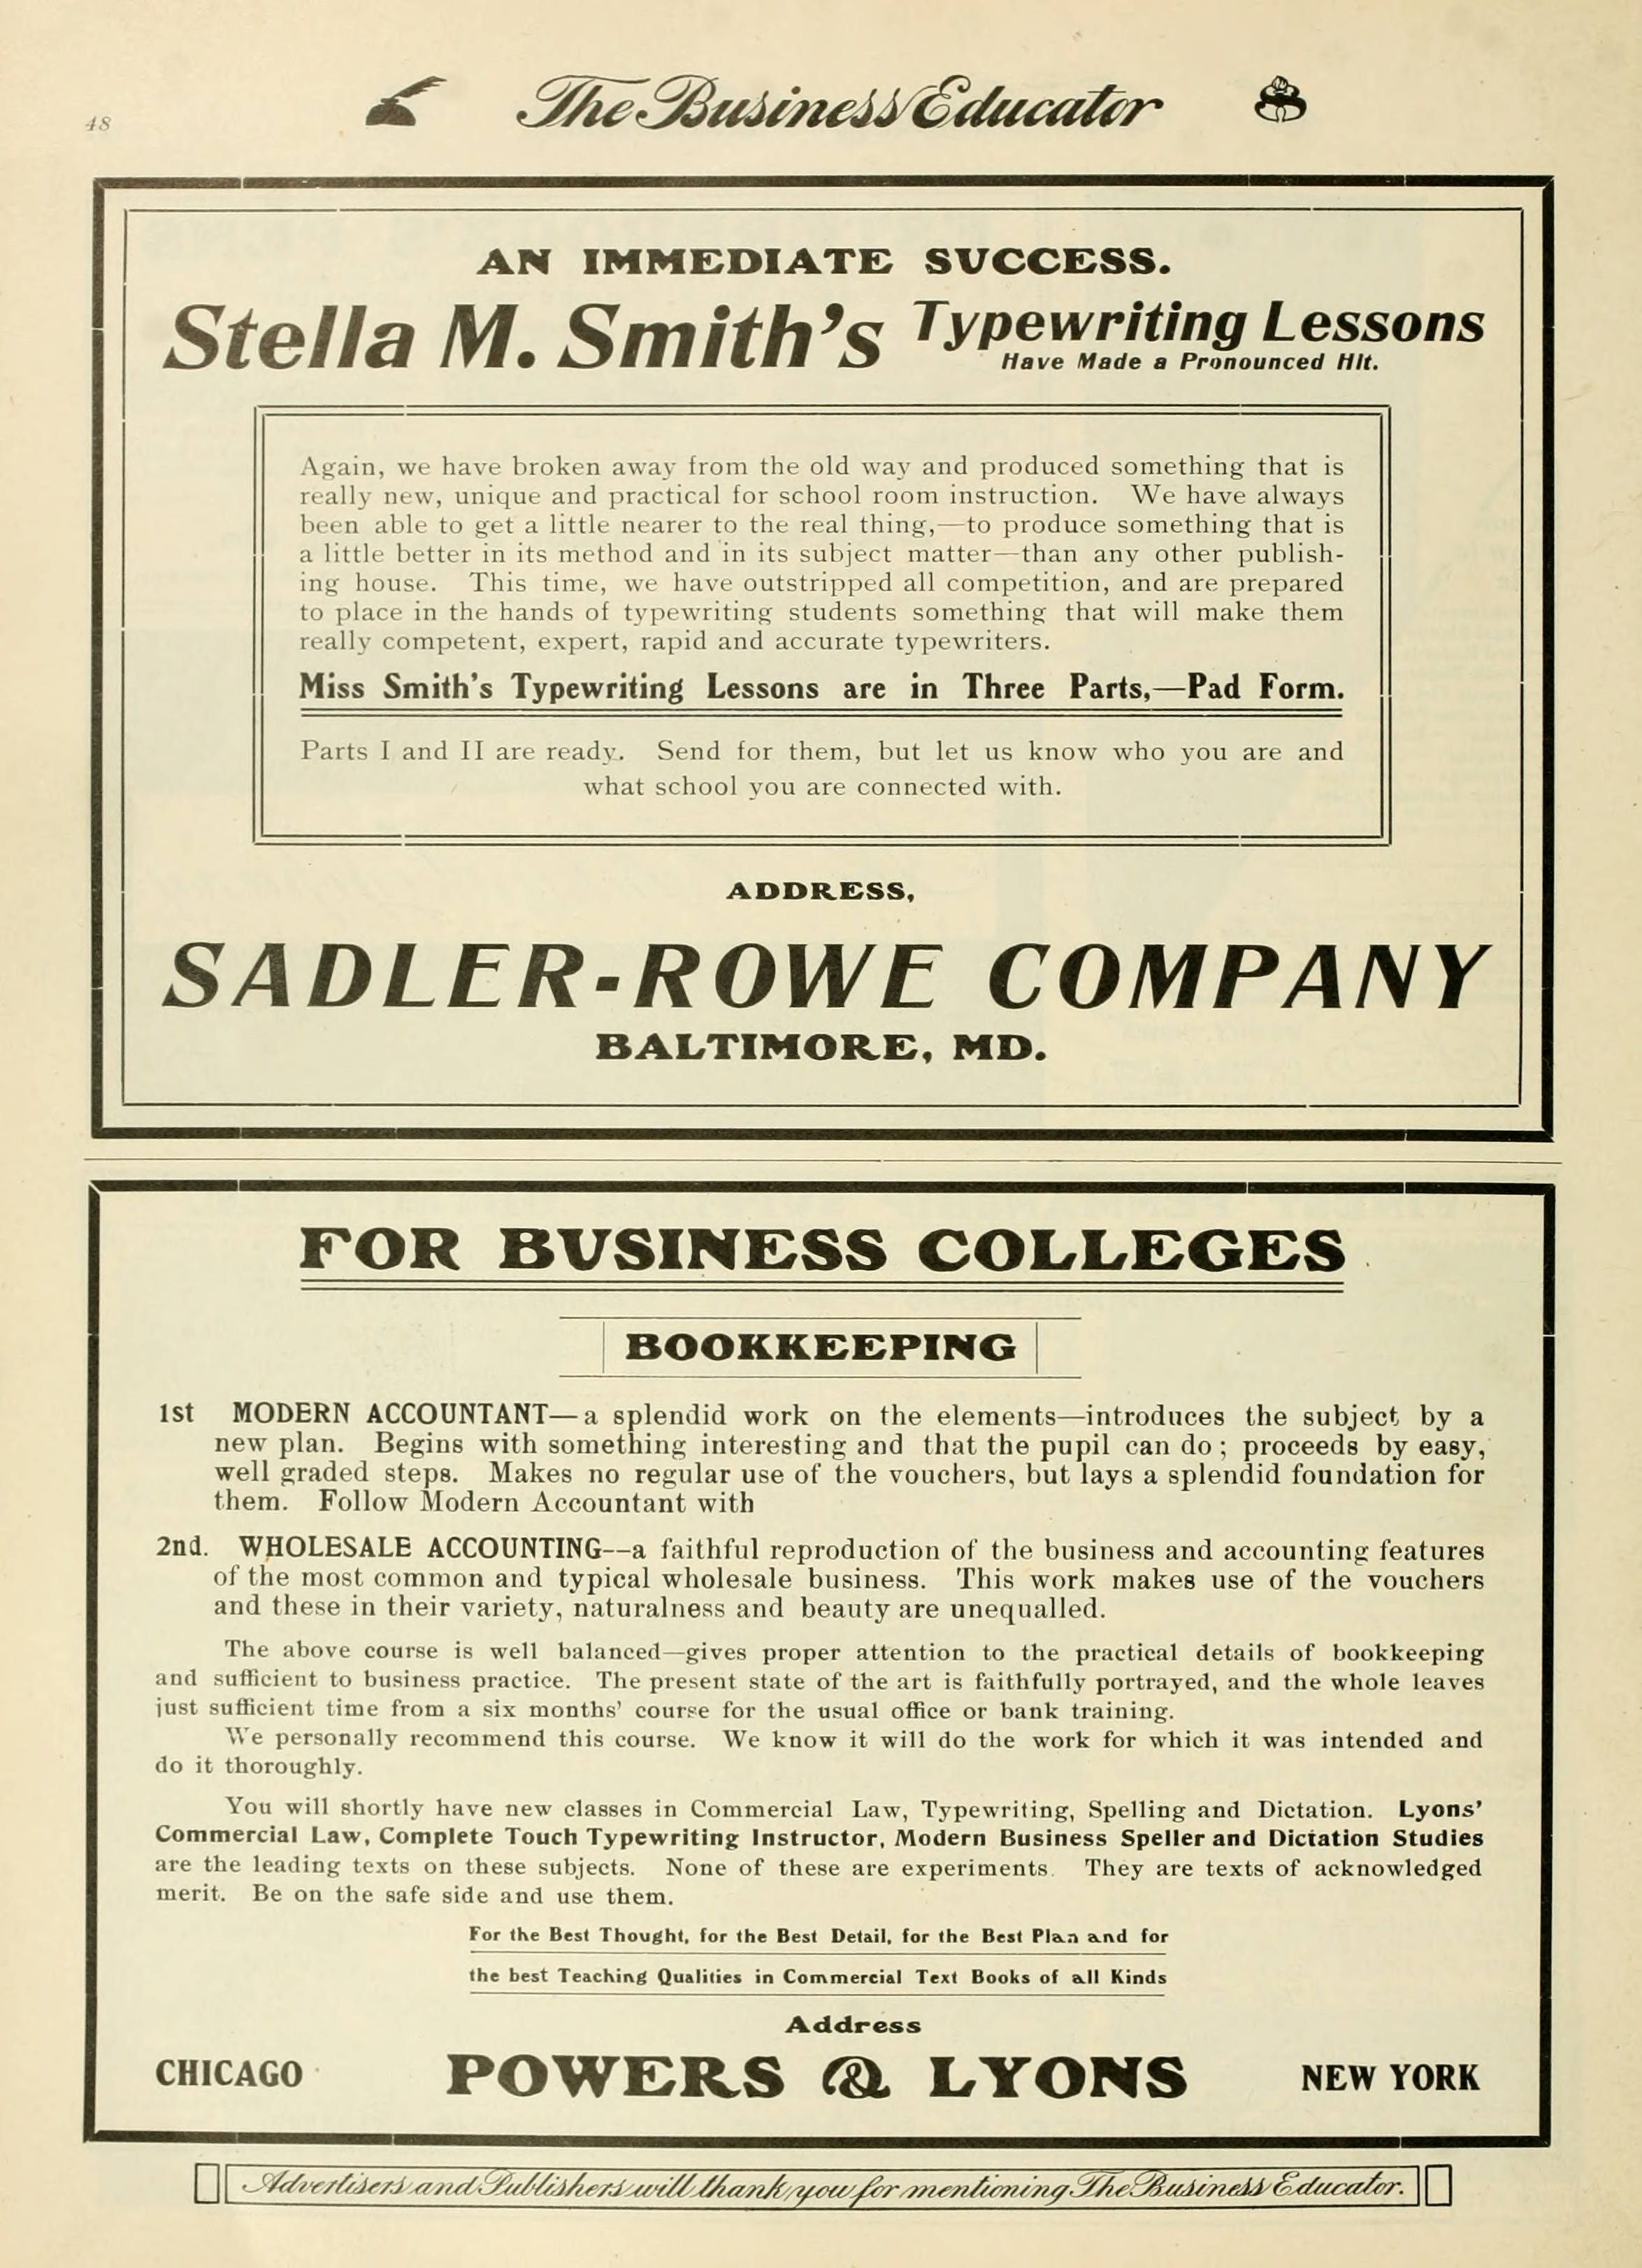 48
The Business Educator
AN IMMEDIATE SUCCESS.
Stella M. Smith's Typewriting Lessons
Have Made a Pronounced Hit.
Again, we have broken away from the old way and produced something that is
really new, unique and practical for school room instruction. We have always
been able to get a little nearer to the real thing,—to produce something that is
a little better in its method and in its subject matter—than any other publish-
ing house. This time, we have outstripped all competition, and are prepared
to place in the hands of typewriting students something that will make them
really competent, expert, rapid and accurate typewriters.
Miss Smith's Typewriting Lessons are in Three Parts,—Pad Form.
Parts I and II are ready. Send for them, but let us know who you are and
what school you are connected with.
ADDRESS,
SADLER-ROWE COMPANY
BALTIMORE, MD.
FOR BUSINESS COLLEGES
BOOKKEEPING
1st MODERN ACCOUNTANT—a splendid work on the elements—introduces the subject by a
new plan. Begins with something interesting and that the pupil can do; proceeds by easy,
well graded steps. Makes no regular use of the vouchers, but lays a splendid foundation for
them. Follow Modern Accountant with
2nd. WHOLESALE ACCOUNTING--a faithful reproduction of the business and accounting features
of the most common and typical wholesale business. This work makes use of the vouchers
and these in their variety, naturalness and beauty are unequalled.
The above course is well balanced—gives proper attention to the practical details of bookkeeping
and sufficient to business practice. The present state of the art is faithfully portrayed, and the whole leaves
just sufficient time from a six months' course for the usual office or bank training.
We personally recommend this course. We know it will do the work for which it was intended and
do it thoroughly.
You will shortly have new classes in Commercial Law, Typewriting, Spelling and Dictation. Lyons'
Commercial Law, Complete Touch Typewriting Instructor, Modern Business Speller and Dictation Studies
are the leading texts on these subjects. None of these are experiments. They are texts of acknowledged
merit. Be on the safe side and use them.
For the Best Thought, for the Best Detail, for the Best Plan and for
the best Teaching Qualities in Commercial Text Books of all Kinds
Address
CHICAGO POWERS & LYONS NEW YORK
Advertisers and Publishers will thank you for mentioning The Business Educator.